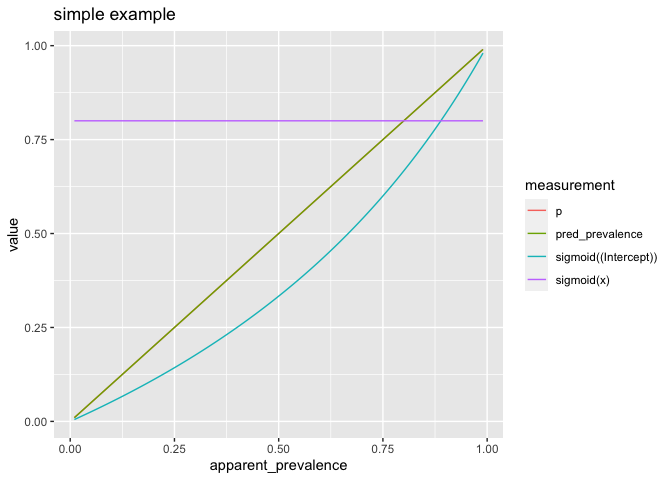 simple example
1.00
0.75
0.50
0.25
0.00
value
0.00 0.25 0.50 0.75 1.00
apparent_prevalence
measurement
p
pred_prevalence
sigmoid((Intercept))
sigmoid(x)